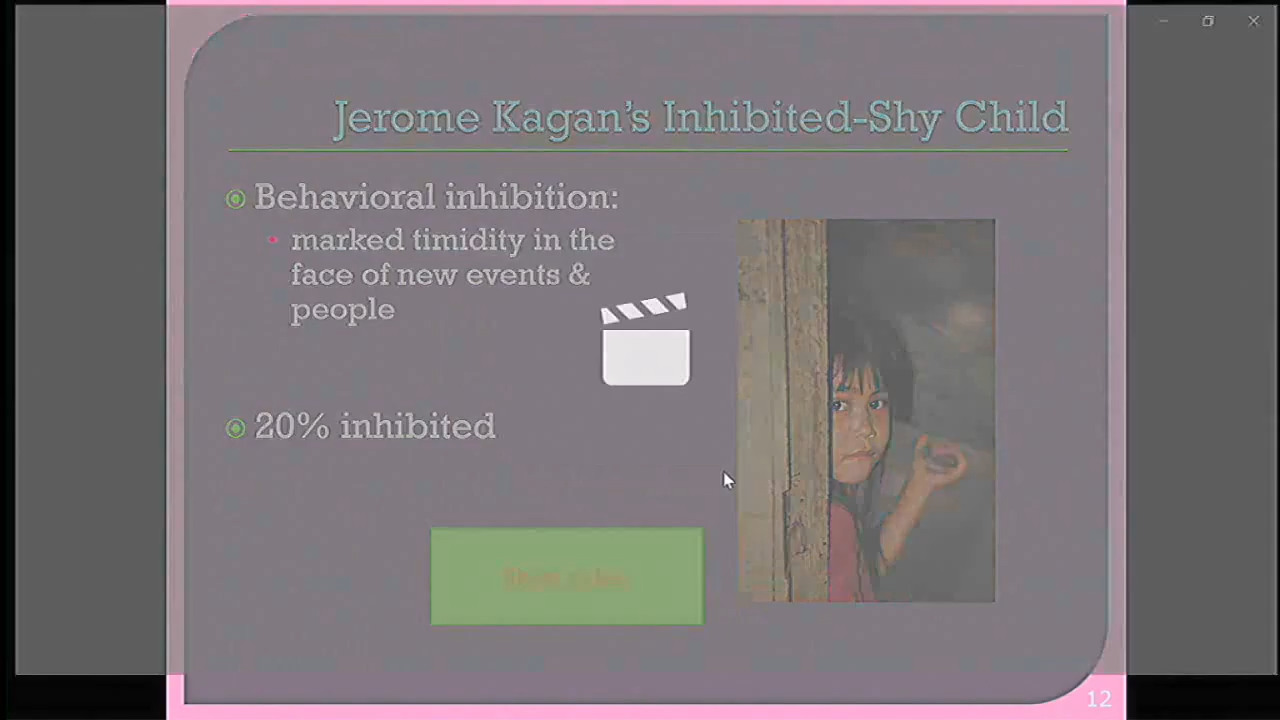 Jerome Kagan's Inhibited-Shy Child
Behavioral inhibition:
marked timidity in the
face of new events &
people
20% inhibited
12